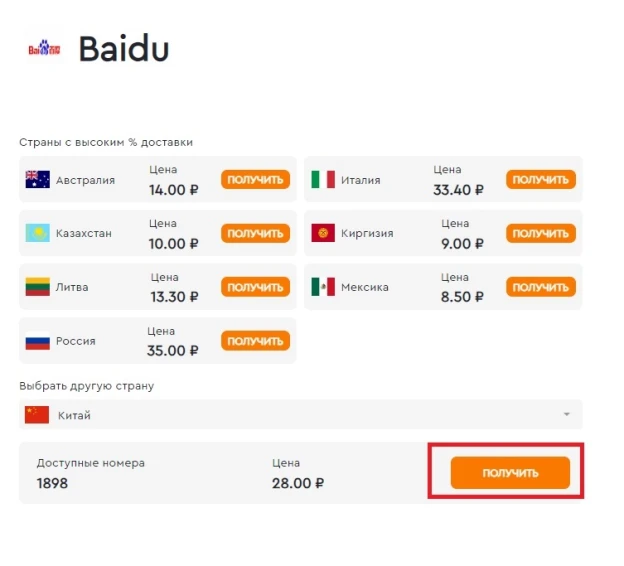 Bai百度 Baidu
Страны с высоким % доставки
Австралия
Цена
14.00 ₽
ПОЛУЧИТЬ
Италия
Цена
33.40 ₽
ПОЛУЧИТЬ
Казахстан
Цена
10.00 ₽
ПОЛУЧИТЬ
Киргизия
Цена
9.00 ₽
ПОЛУЧИТЬ
Литва
Цена
13.30 ₽
ПОЛУЧИТЬ
Мексика
Цена
8.50 ₽
ПОЛУЧИТЬ
Россия
Цена
35.00 ₽
ПОЛУЧИТЬ
Выбрать другую страну
Китай
Доступные номера
1898
Цена
28.00 ₽
ПОЛУЧИТЬ